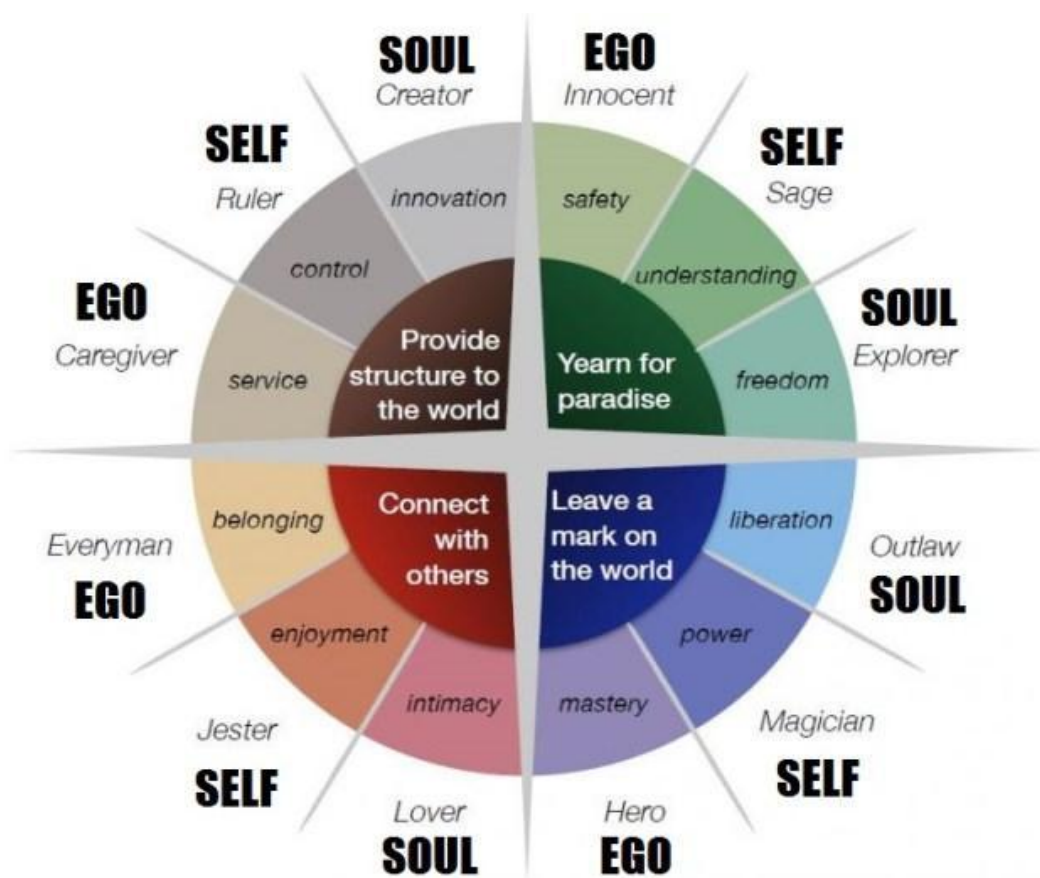 SOUL
Creator
EGO
Innocent
SELF
Ruler
SELF
Sage
innovation
safety
control
understanding
EGO
Caregiver
SOUL
Explorer
service
freedom
Provide
structure to
the world
Yearn for
paradise
Connect
with
others
Leave a
mark on
the world
belonging
liberation
Everyman
EGO
Outlaw
SOUL
enjoyment
power
intimacy
mastery
Jester
SELF
Magician
SELF
Lover
SOUL
Hero
EGO